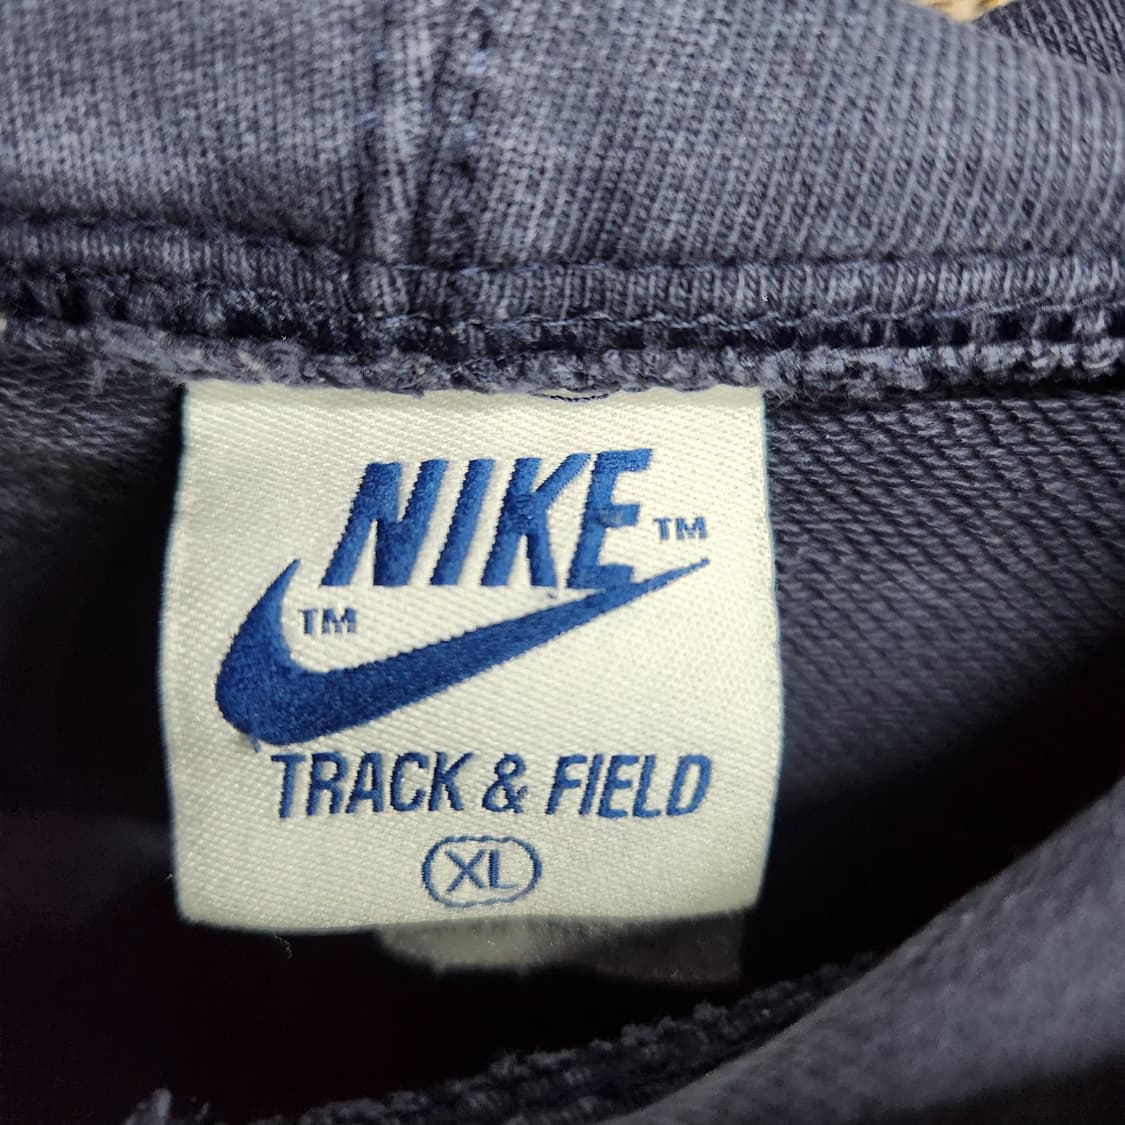 NIKE™
™
TRACK & FIELD
XL